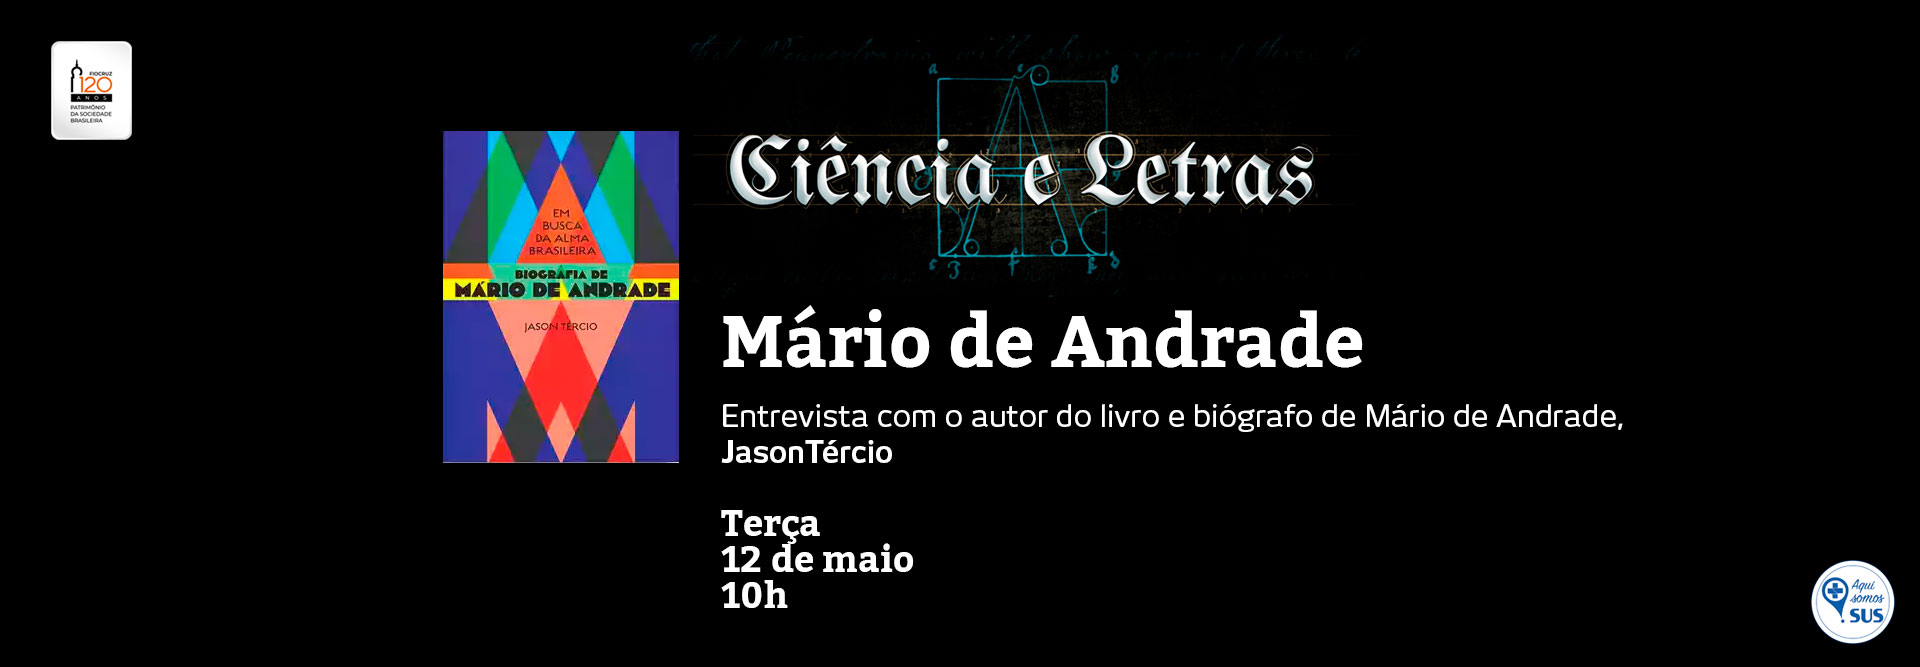 FIOCRUZ
120
ANOS
PATRIMÔNIO
DA SOCIEDADE
BRASILEIRA
Ciência e Letras
EM
BUSCA
DA ALMA
BRASILEIRA
BIOGRAFIA DE
MÁRIO DE ANDRADE
JASON TÉRCIO
Mário de Andrade
Entrevista com o autor do livro e biógrafo de Mário de Andrade,
JasonTércio
Terça
12 de maio
10h
Aqui
somos
SUS